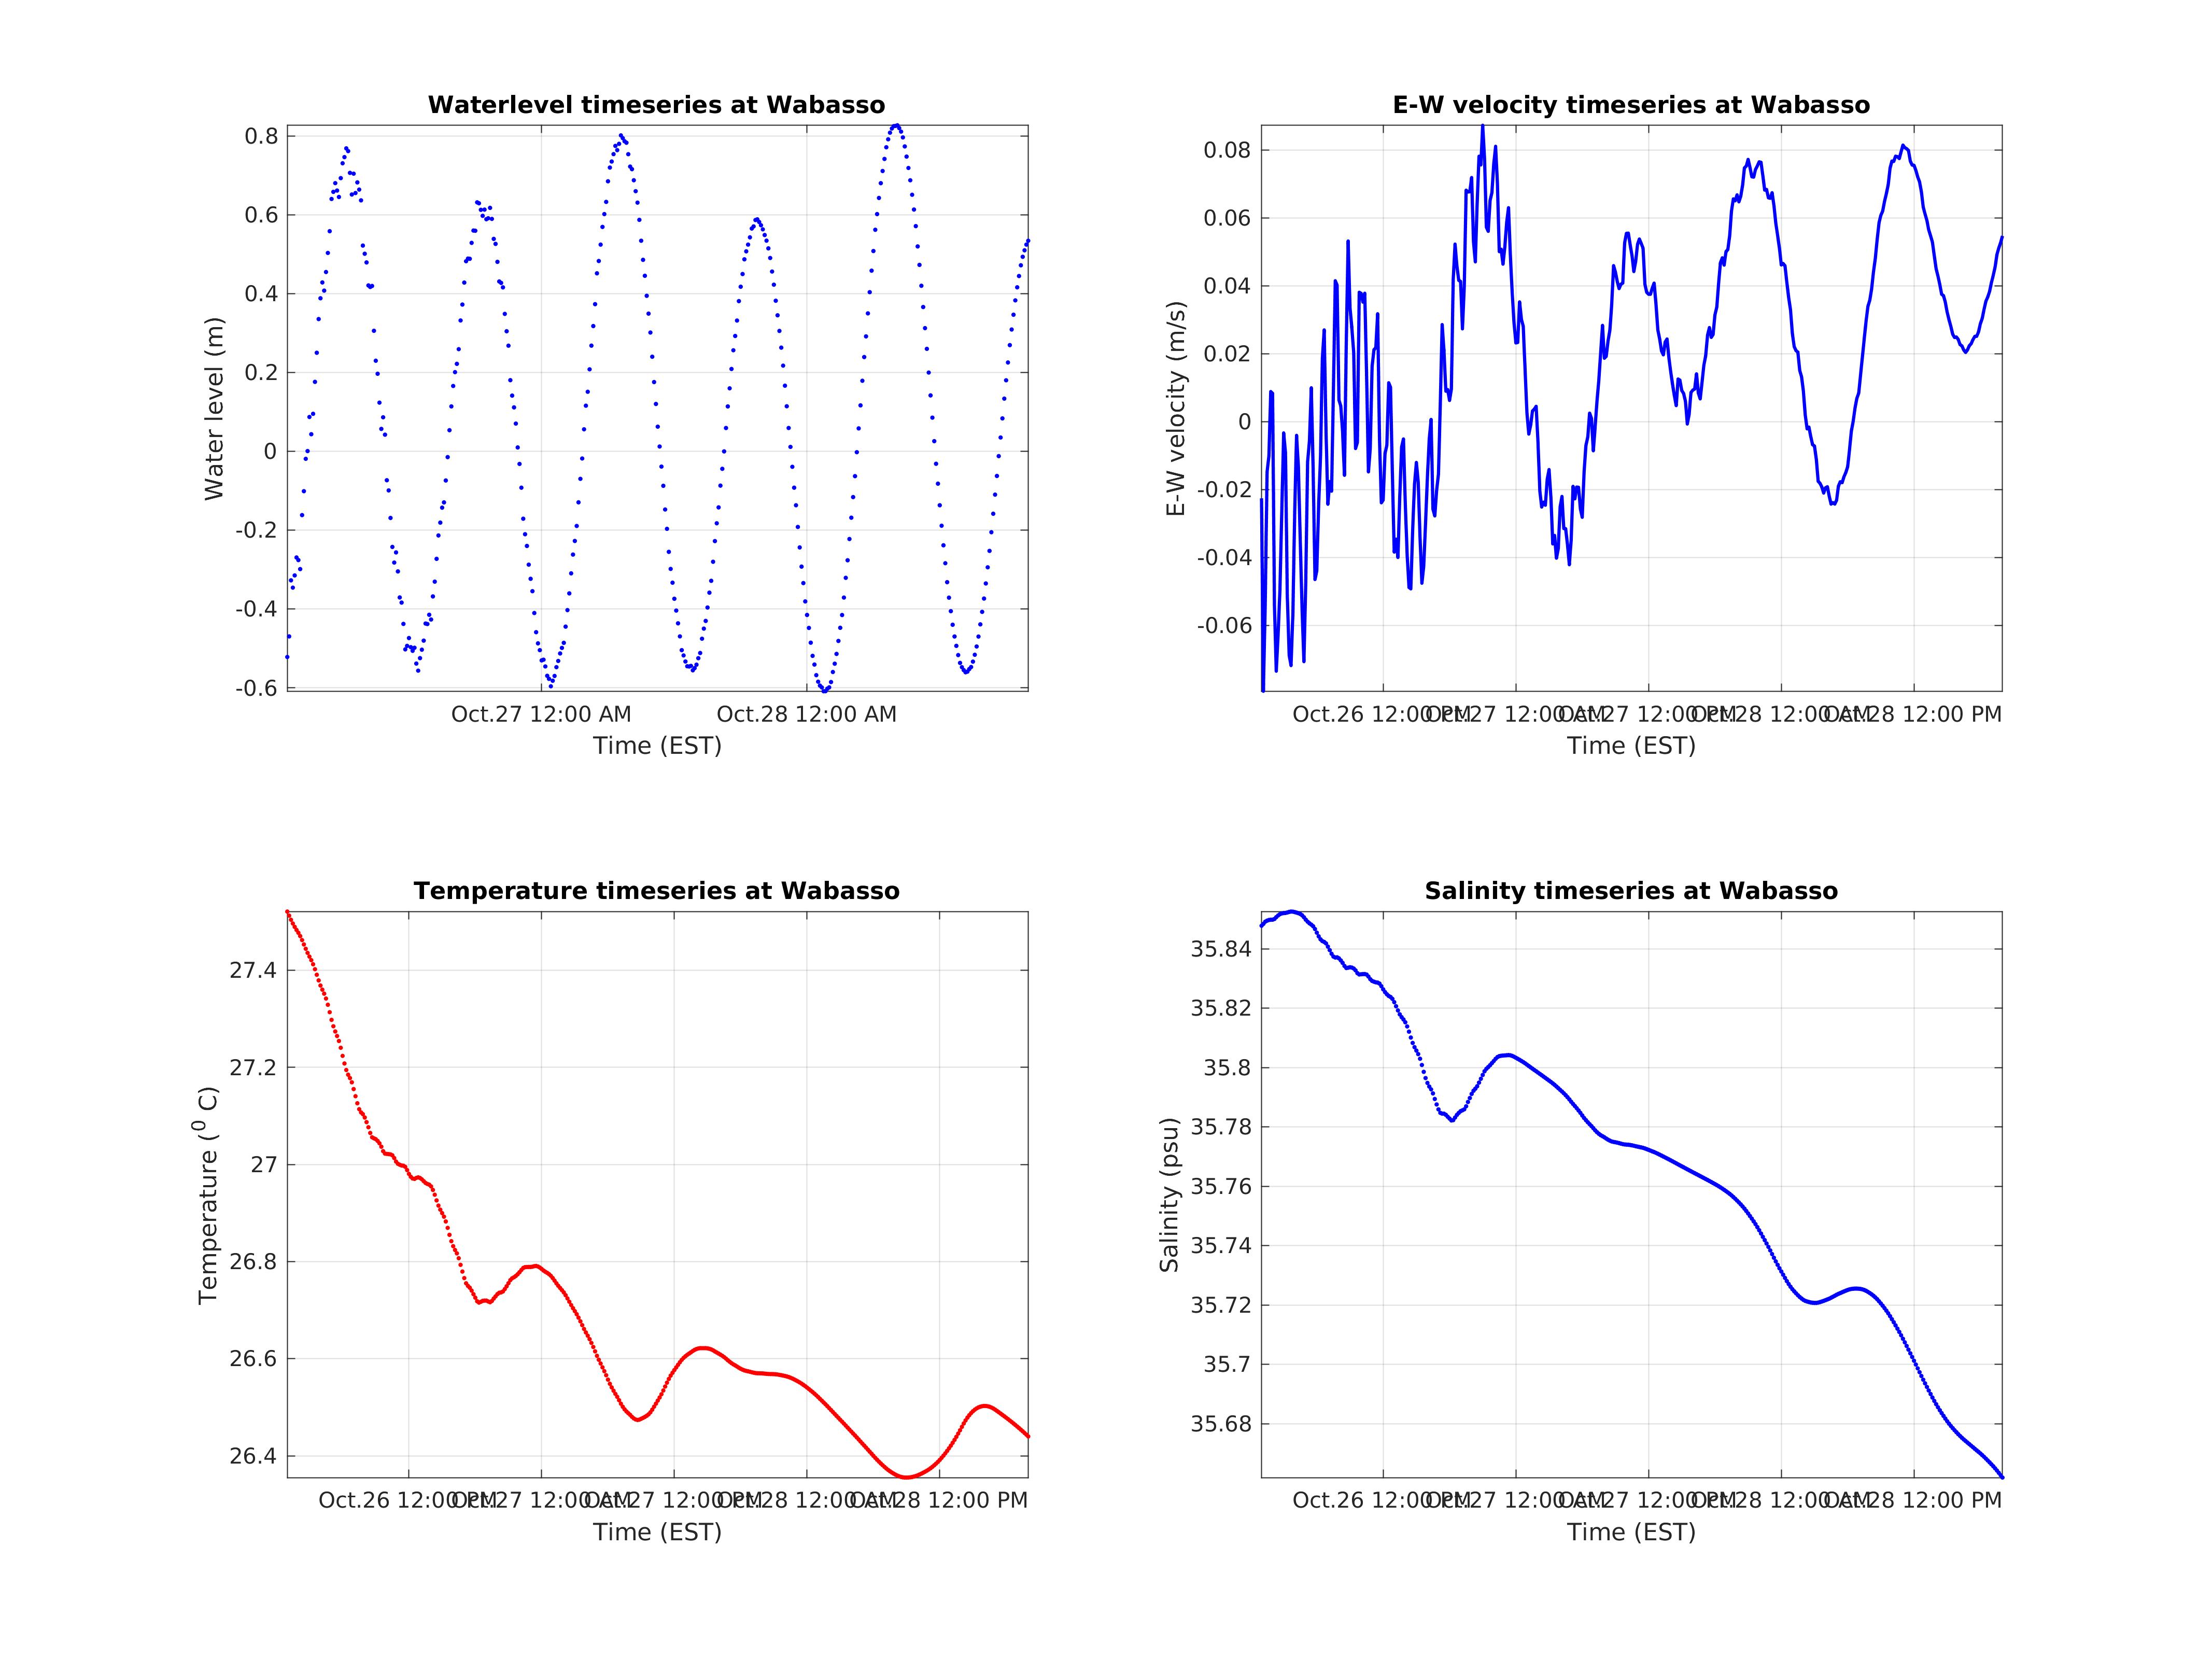 Waterlevel timeseries at Wabasso
0.8
0.6
0.4
0.2
0
-0.2
-0.4
-0.6
Water level (m)
Oct.27 12:00 AM
Oct.28 12:00 AM
Time (EST)
E-W velocity timeseries at Wabasso
0.08
0.06
0.04
0.02
0
-0.02
-0.04
-0.06
E-W velocity (m/s)
Oct.26 12:00 PM
Oct.27 12:00 AM
Oct.27 12:00 PM
Oct.28 12:00 AM
Oct.28 12:00 PM
Time (EST)
Temperature timeseries at Wabasso
27.4
27.2
27
26.8
26.6
26.4
Temperature (⁰ C)
Oct.26 12:00 PM
Oct.27 12:00 AM
Oct.27 12:00 PM
Oct.28 12:00 AM
Oct.28 12:00 PM
Time (EST)
Salinity timeseries at Wabasso
35.84
35.82
35.8
35.78
35.76
35.74
35.72
35.7
35.68
Salinity (psu)
Oct.26 12:00 PM
Oct.27 12:00 AM
Oct.27 12:00 PM
Oct.28 12:00 AM
Oct.28 12:00 PM
Time (EST)